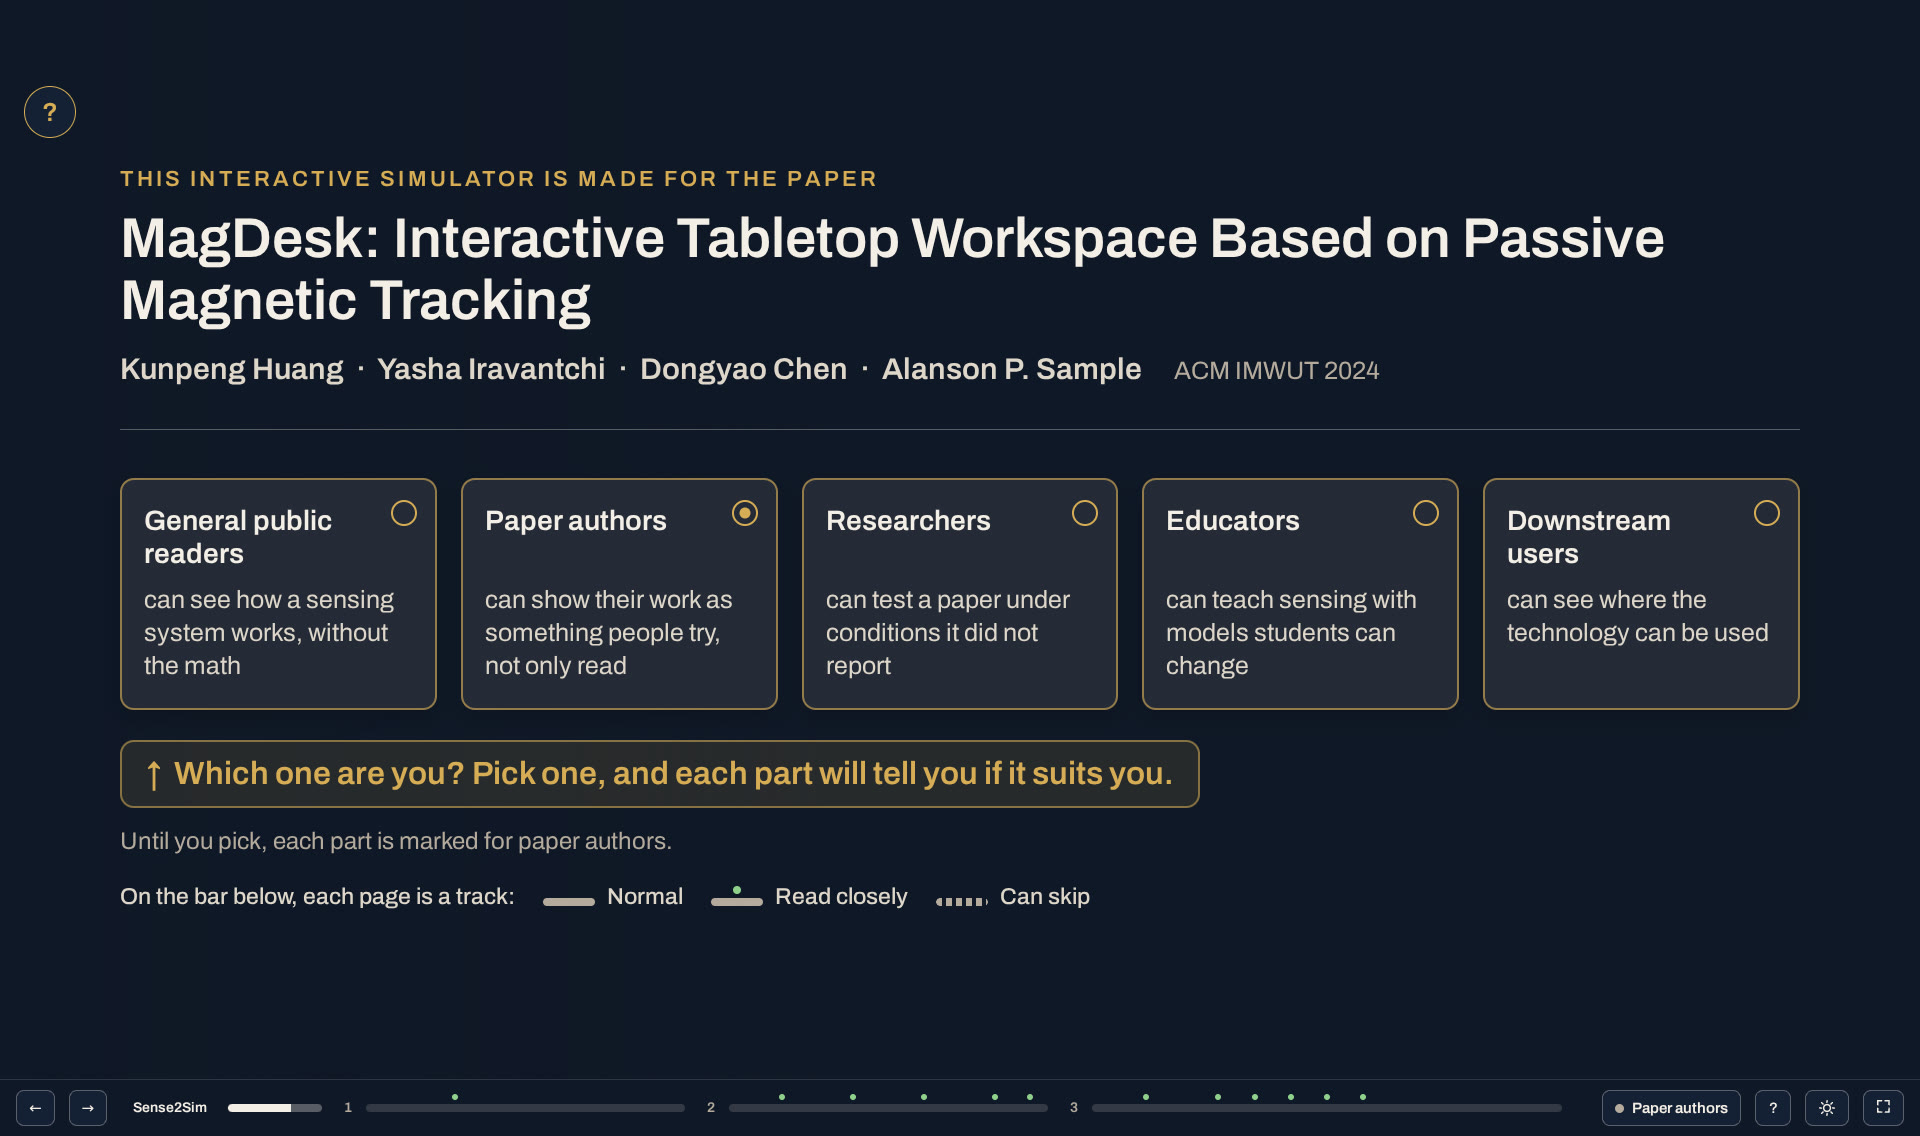 ?
THIS INTERACTIVE SIMULATOR IS MADE FOR THE PAPER
MagDesk: Interactive Tabletop Workspace Based on Passive
Magnetic Tracking
Kunpeng Huang · Yasha Iravantchi · Dongyao Chen · Alanson P. Sample ACM IMWUT 2024
General public
readers
can see how a sensing
system works, without
the math
Paper authors
can show their work as
something people try,
not only read
Researchers
can test a paper under
conditions it did not
report
Educators
can teach sensing with
models students can
change
Downstream
users
can see where the
technology can be used
↑ Which one are you? Pick one, and each part will tell you if it suits you.
Until you pick, each part is marked for paper authors.
On the bar below, each page is a track: Normal Read closely Can skip
← → Sense2Sim 1 2 3 Paper authors ?